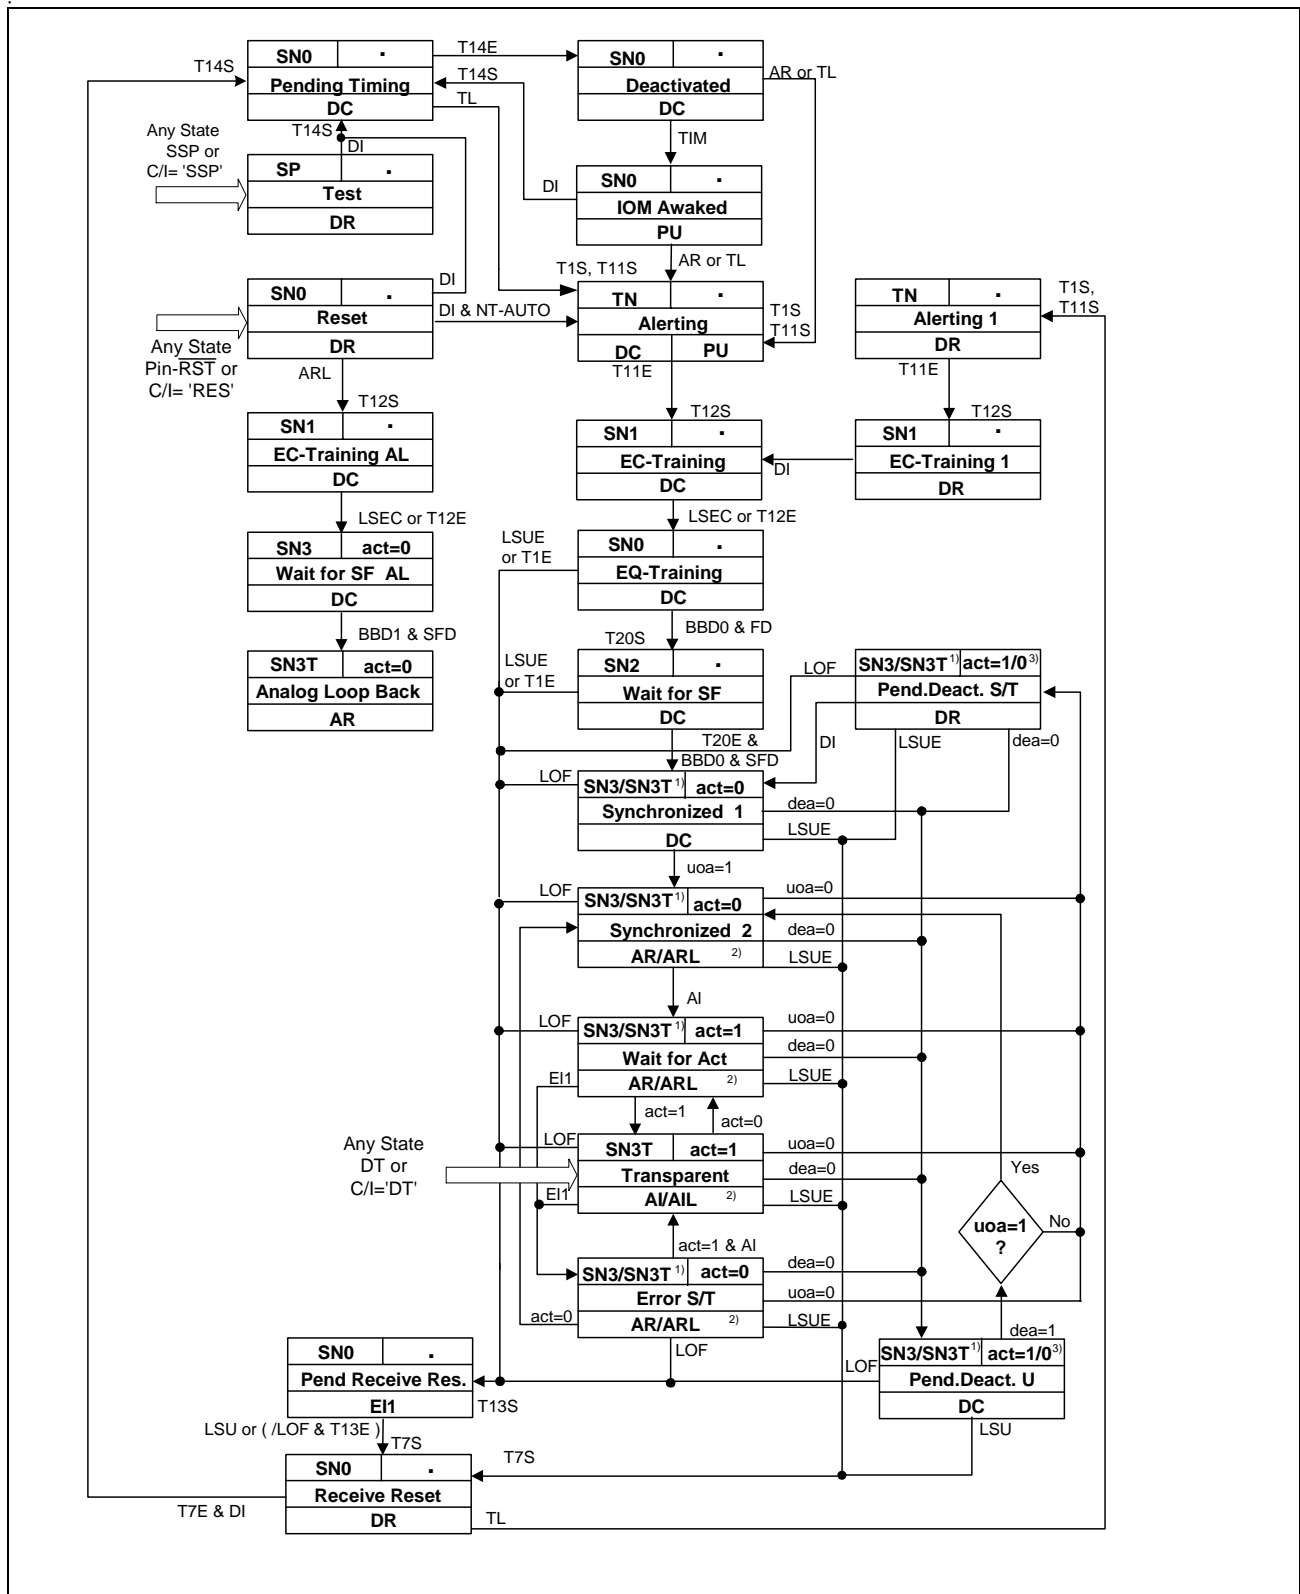 .
SN0 .
Pending Timing
DC
T14S
T14E
T14S
TL
SN0 .
Deactivated
DC
AR or TL
TIM
Any State
SSP or
C/I= 'SSP'
T14S
DI
SP .
Test
DR
DI
SN0 .
IOM Awaked
PU
AR or TL
T1S, T11S
DI
SN0 .
Reset
DR
DI & NT-AUTO
Any State
Pin-RST or
C/I= 'RES'
ARL
TN .
Alerting
DC PU
T1S
T11S
T11E
TN .
Alerting 1
DR
T1S,
T11S
T11E
T12S
SN1 .
EC-Training AL
DC
T12S
SN1 .
EC-Training
DC
DI
T12S
SN1 .
EC-Training 1
DR
LSEC or T12E
LSEC or T12E
SN3 act=0
Wait for SF AL
DC
LSUE
or T1E
SN0 .
EQ-Training
DC
BBD1 & SFD
BBD0 & FD
T20S
SN3T act=0
Analog Loop Back
AR
LSUE
or T1E
SN2 .
Wait for SF
DC
LOF
SN3/SN3T 1) act=1/0 3)
Pend.Deact. S/T
DR
T20E &
BBD0 & SFD
DI
LSUE
dea=0
LOF
SN3/SN3T 1) act=0
Synchronized 1
DC
dea=0
LSUE
uoa=1
LOF
SN3/SN3T 1) act=0
Synchronized 2
AR/ARL 2)
uoa=0
dea=0
LSUE
AI
LOF
SN3/SN3T 1) act=1
Wait for Act
AR/ARL 2)
uoa=0
dea=0
LSUE
EI1
act=1
act=0
Any State
DT or
C/I='DT'
LOF
SN3T act=1
Transparent
AI/AIL 2)
uoa=0
dea=0
LSUE
EI1
Yes
uoa=1
?
No
act=1 & AI
SN3/SN3T 1) act=0
Error S/T
AR/ARL 2)
dea=0
uoa=0
LSUE
act=0
LOF
dea=1
SN0 .
Pend Receive Res.
EI1
T13S
LOF
SN3/SN3T 1) act=1/0 3)
Pend.Deact. U
DC
LSU
LSU or ( /LOF & T13E )
T7S
T7S
SN0 .
Receive Reset
DR
T7E & DI
TL